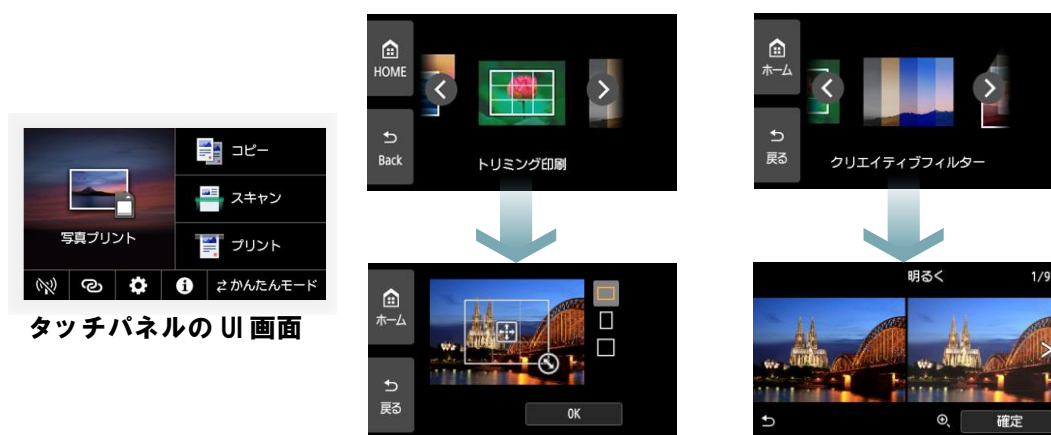 コピー
スキャン
プリント
写真プリント
かんたんモード
タッチパネルの UI 画面
HOME
Back
トリミング印刷
ホーム
戻る
OK
ホーム
戻る
クリエイティブフィルター
明るく
1/9
確定